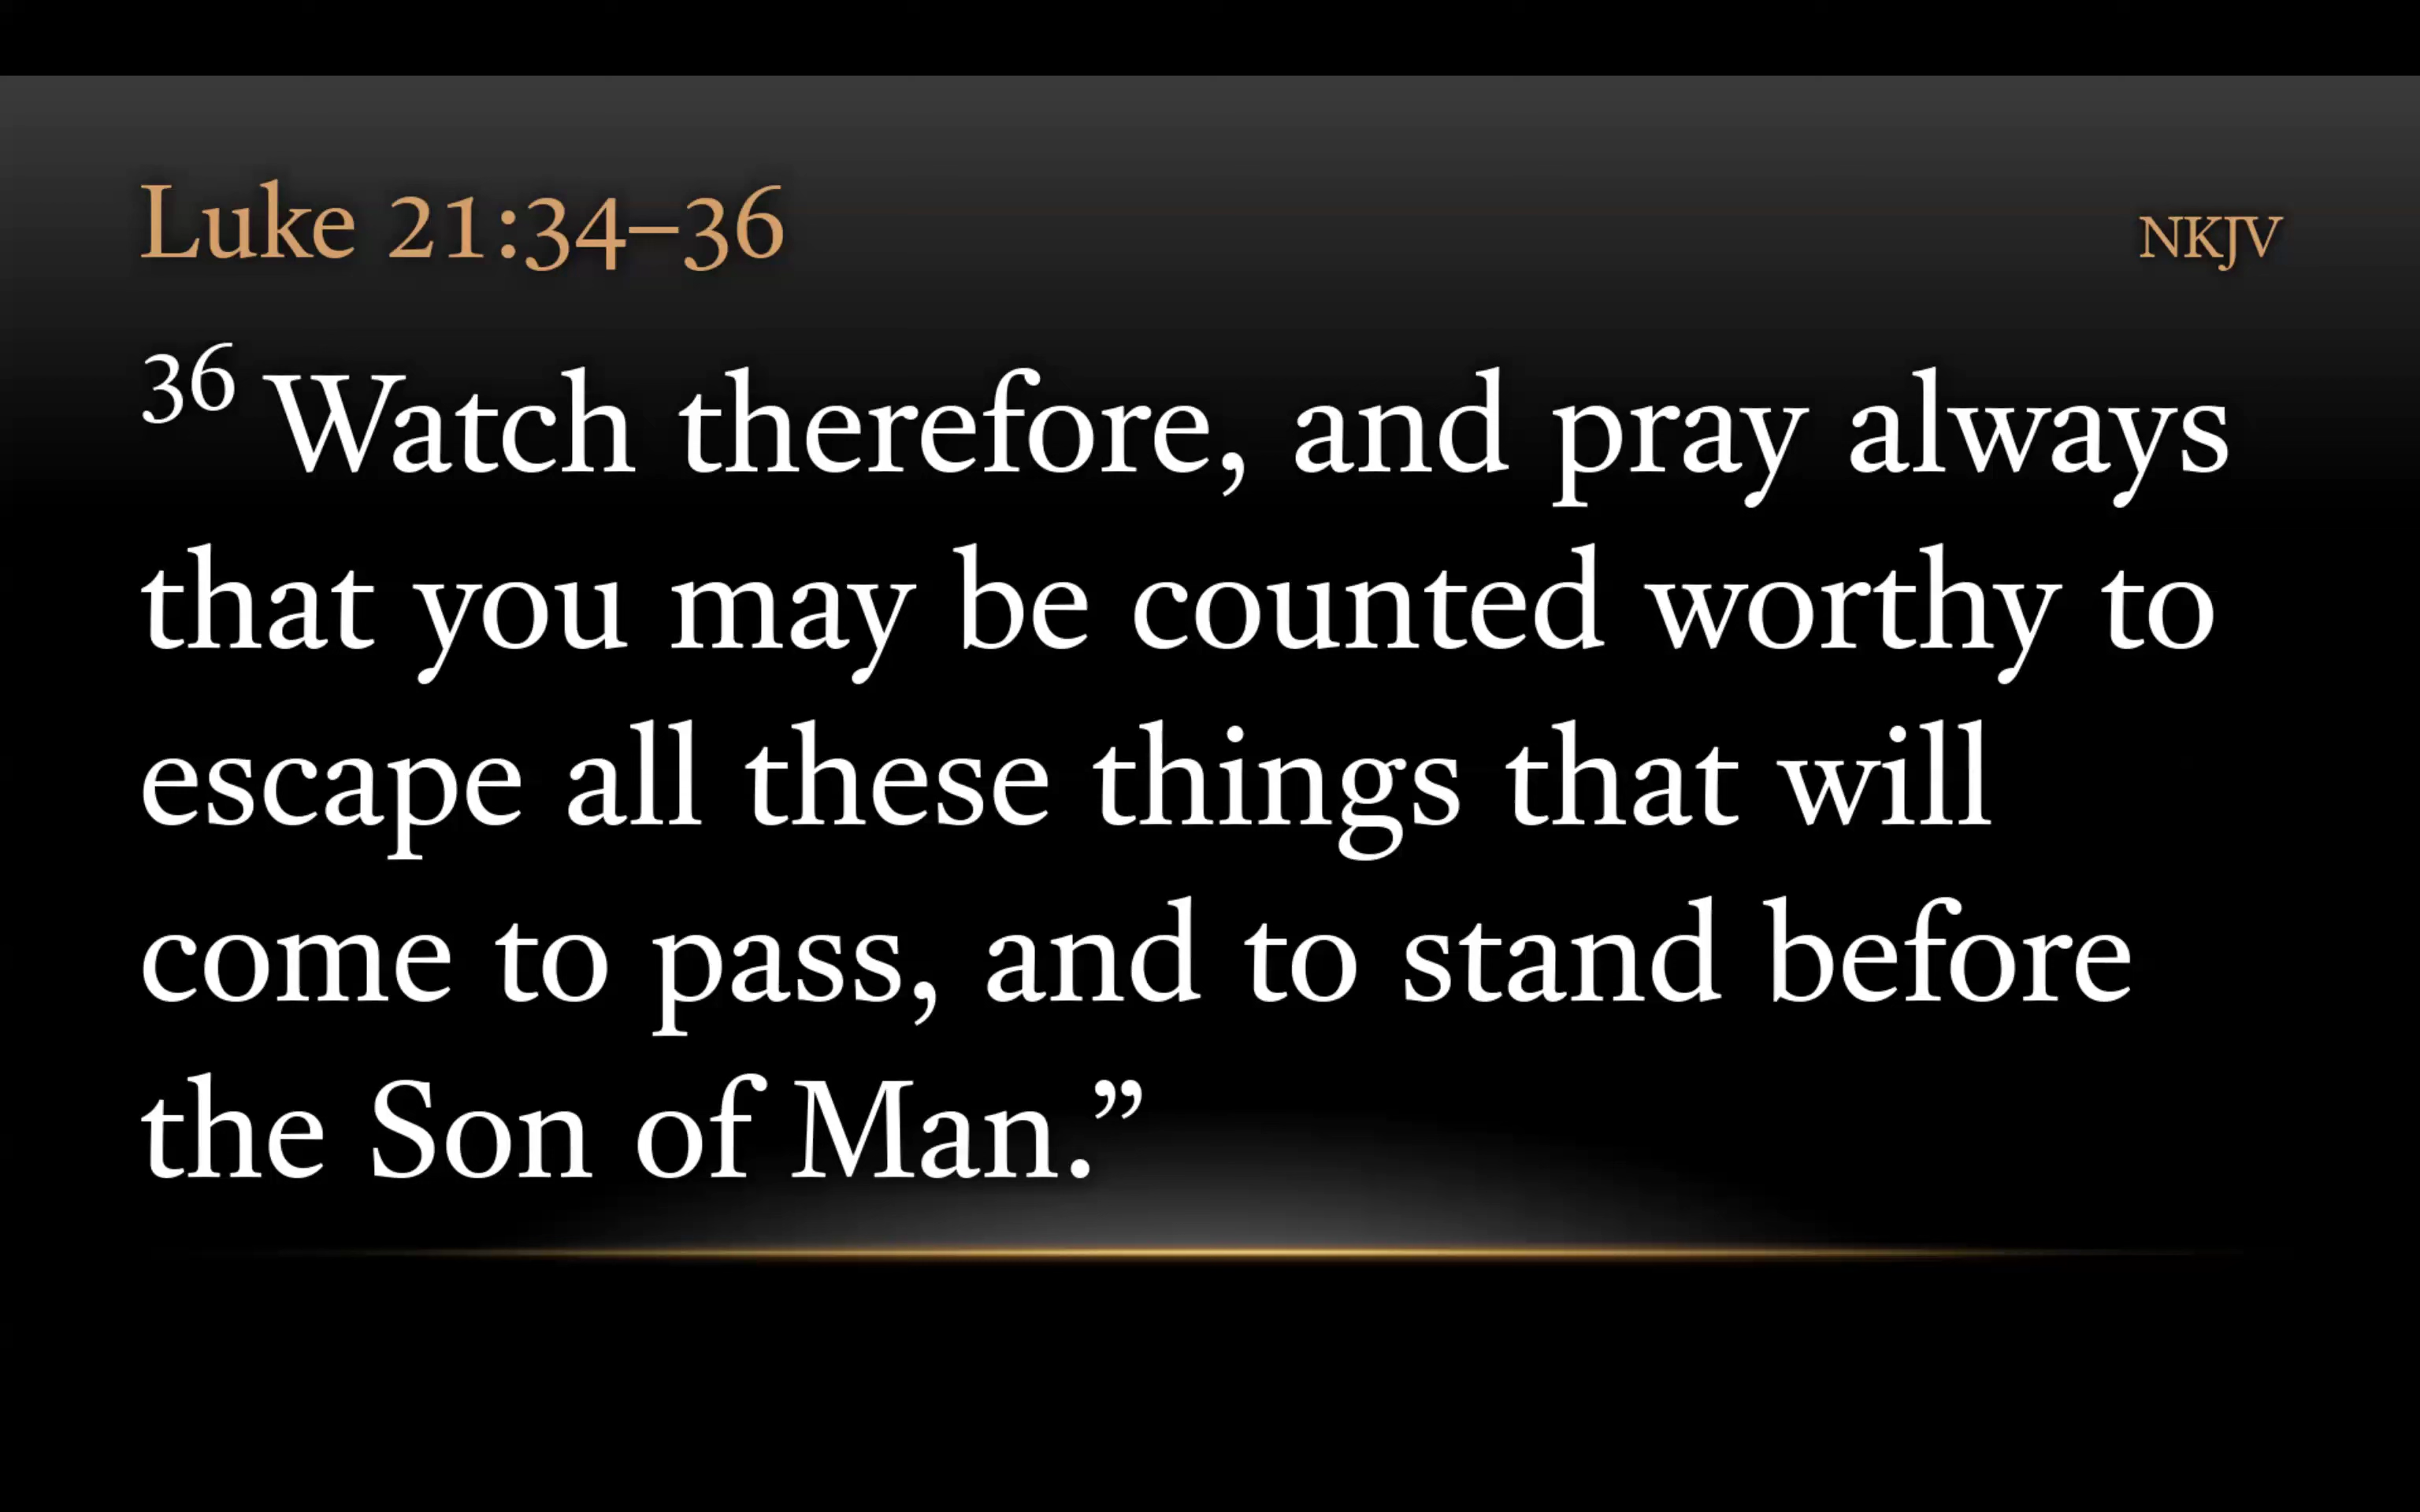 Luke 21:34–36 NKJV
36 Watch therefore, and pray always
that you may be counted worthy to
escape all these things that will
come to pass, and to stand before
the Son of Man.”